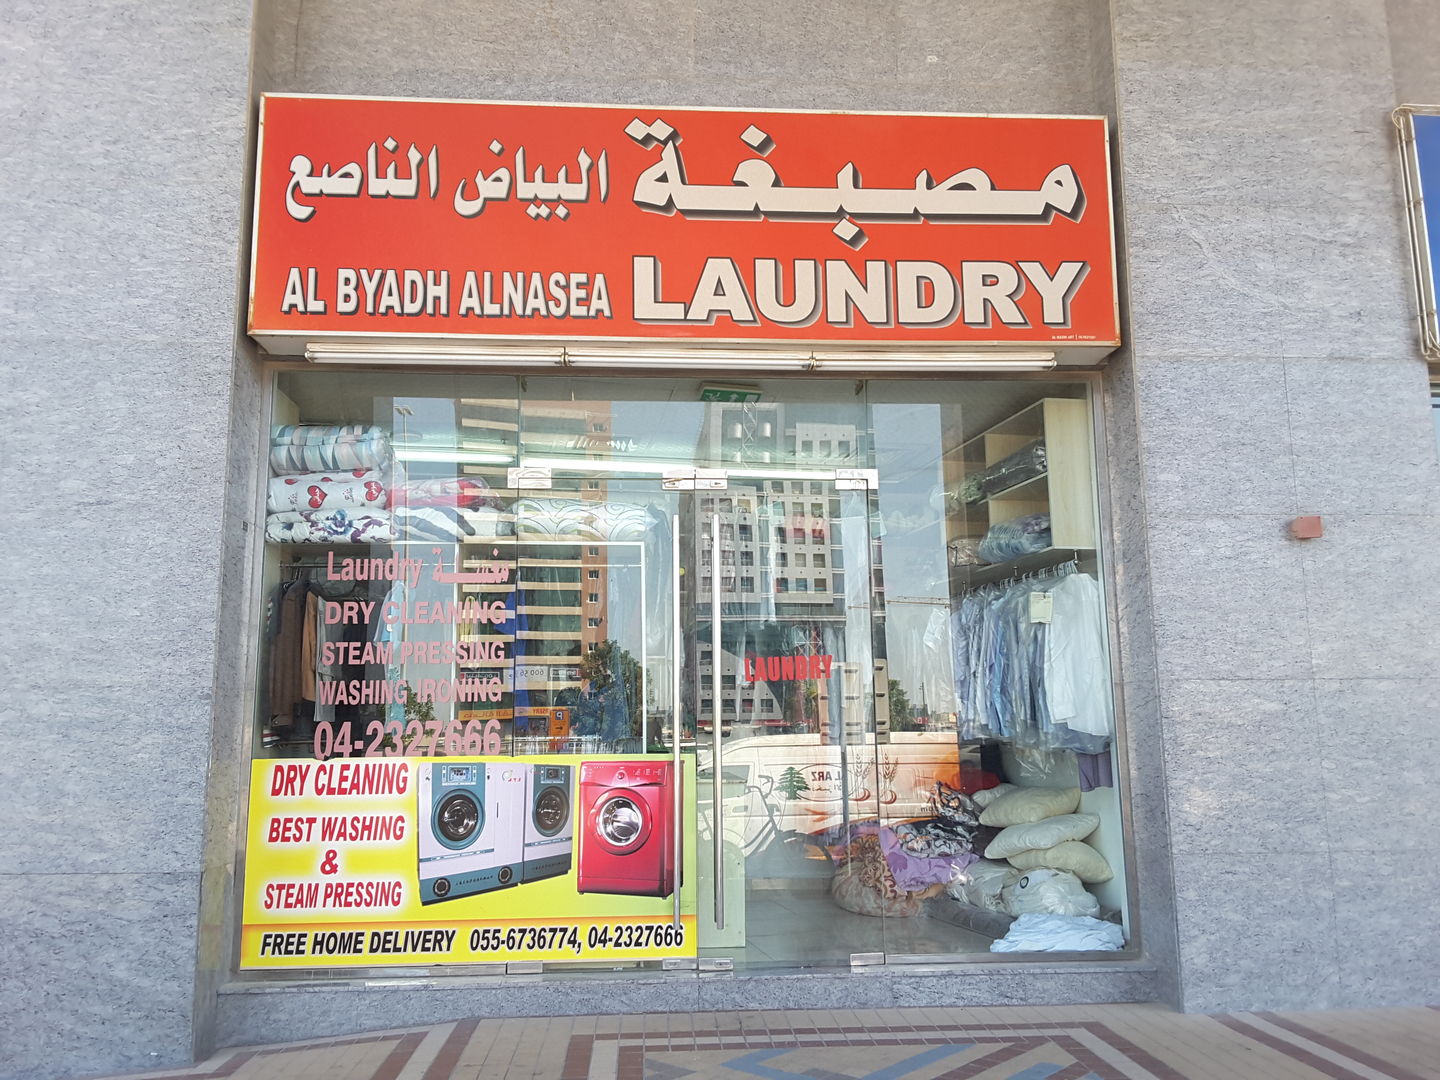 مصبغة البياض الناصع
AL BYADH ALNASEA LAUNDRY
Laundry مغسلة
DRY CLEANING
STEAM PRESSING
WASHING IRONING
04-2327666
LAUNDRY
DRY CLEANING
BEST WASHING
&
STEAM PRESSING
FREE HOME DELIVERY 055-6736774, 04-2327666